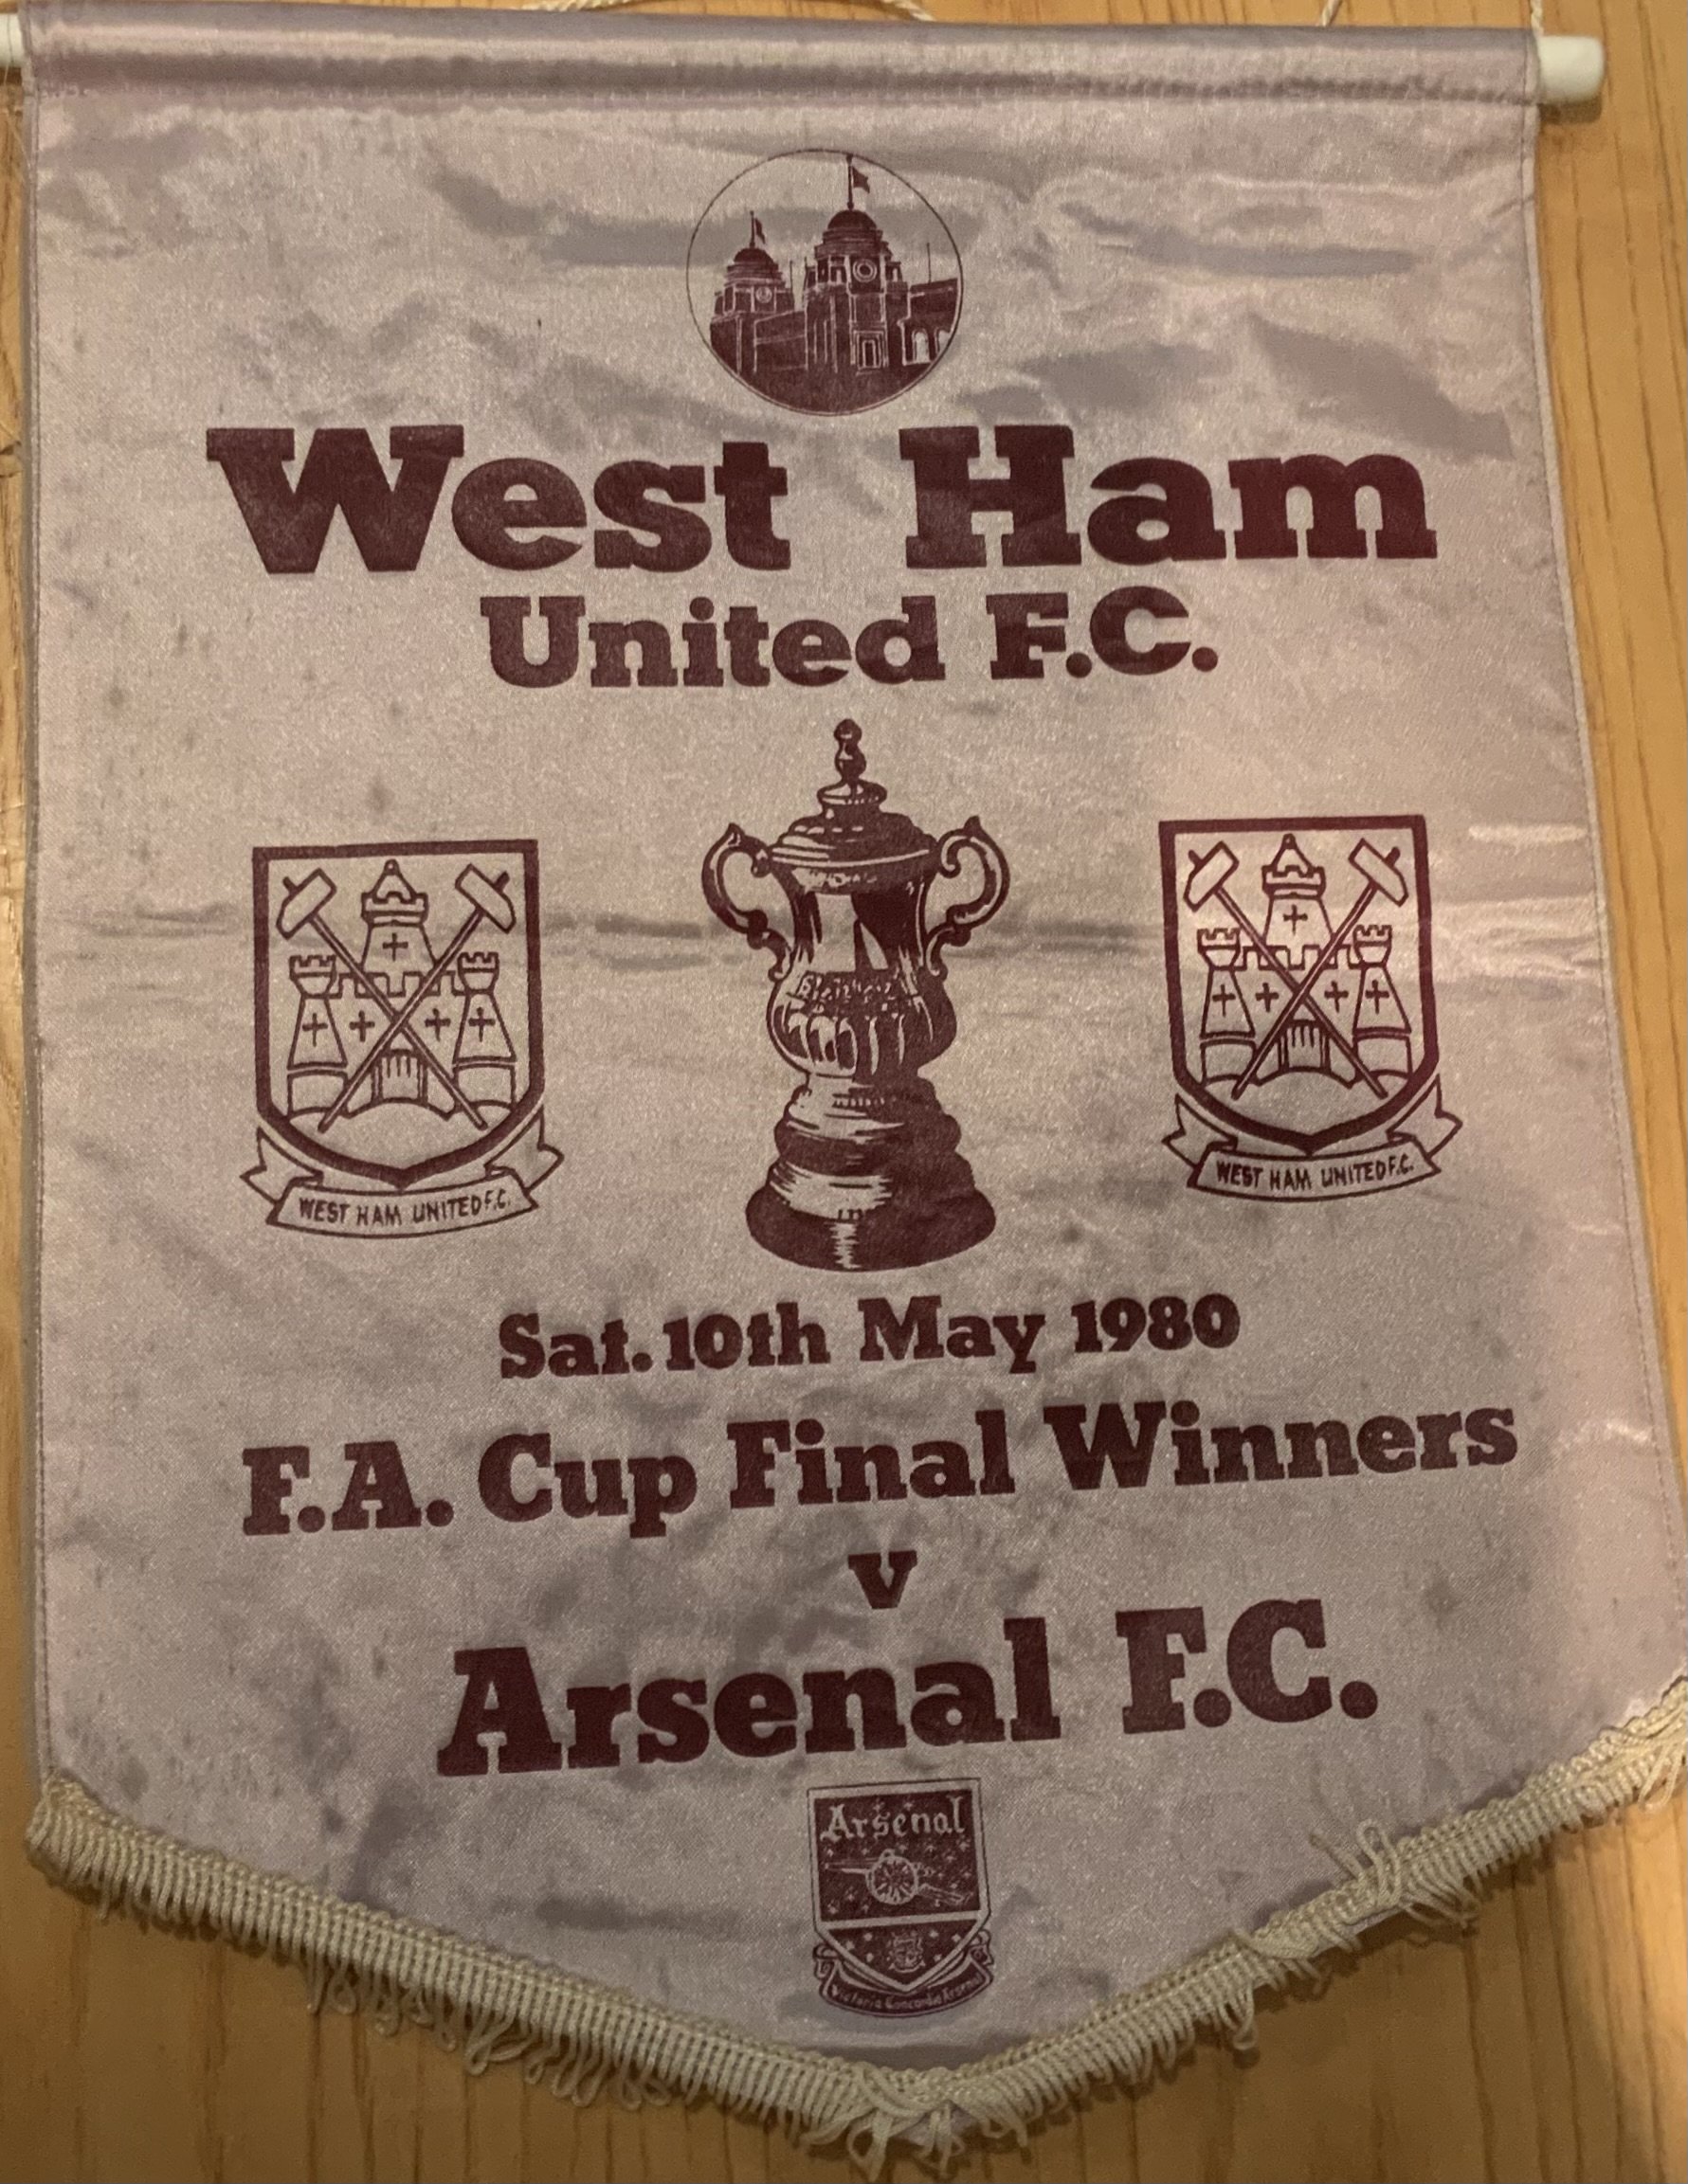 West Ham
United F.C.
WEST HAM UNITED F.C.
WEST HAM UNITED F.C.
Sat. 10th May 1980
F.A. Cup Final Winners
v
Arsenal F.C.
Arsenal
Victoria Concordia Crescit